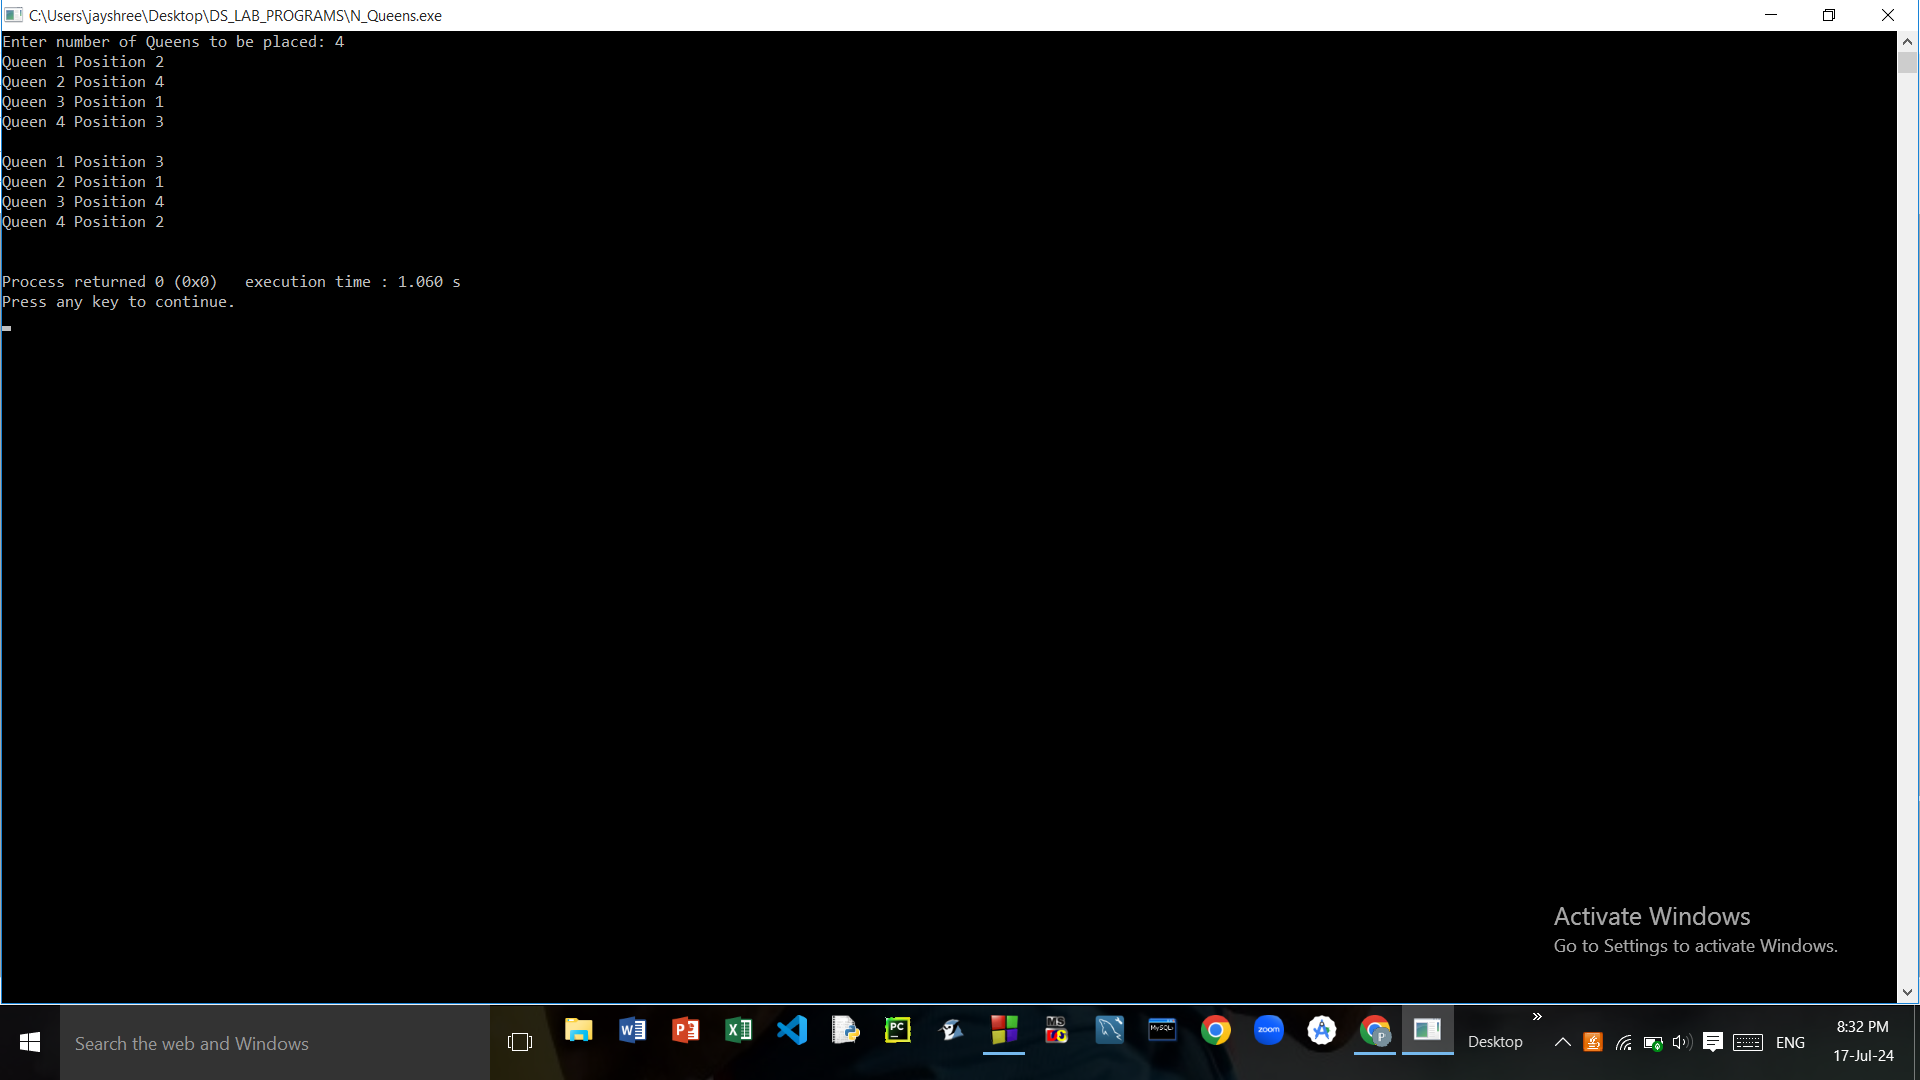 C:\Users\jayshree\Desktop\DS_LAB_PROGRAMS\N_Queens.exe
Enter number of Queens to be placed: 4
Queen 1 Position 2
Queen 2 Position 4
Queen 3 Position 1
Queen 4 Position 3
Queen 1 Position 3
Queen 2 Position 1
Queen 3 Position 4
Queen 4 Position 2
Process returned 0 (0x0)   execution time : 1.060 s
Press any key to continue.
Activate Windows
Go to Settings to activate Windows.
Search the web and Windows
PC
MS
MySQL
zoom
P
Desktop
»
ENG
8:32 PM
17-Jul-24